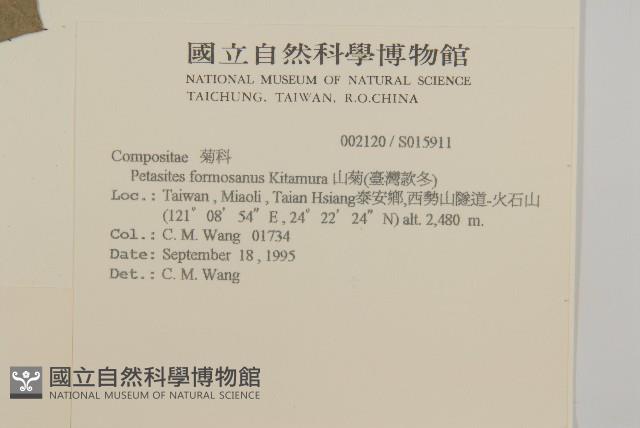 國立自然科學博物館
NATIONAL MUSEUM OF NATURAL SCIENCE
TAICHUNG, TAIWAN, R.O.CHINA
002120 / S015911
Compositae 菊科
Petasites formosanus Kitamura 山菊(臺灣款冬)
Loc.: Taiwan , Miaoli , Taian Hsiang泰安鄉,西勢山隧道-火石山
(121° 08' 54" E , 24° 22' 24" N) alt. 2,480 m.
Col.: C. M. Wang 01734
Date: September 18 , 1995
Det.: C. M. Wang
國立自然科學博物館
NATIONAL MUSEUM OF NATURAL SCIENCE